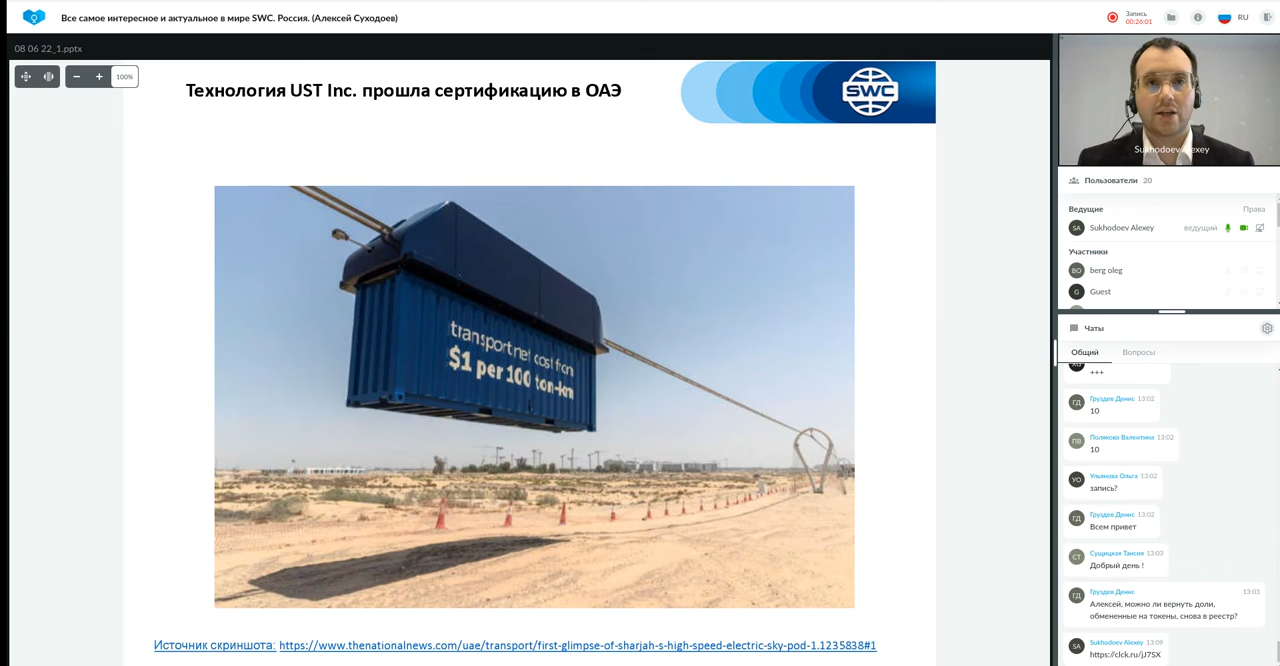 Все самое интересное и актуальное в мире SWC. Россия. (Алексей Суходоев)
Запись
00:26:01
RU
08 06 22_1.pptx
100%
Технология UST Inc. прошла сертификацию в ОАЭ
SWC
transportnet cost from
$1 per 100 ton-km
Источник скриншота: https://www.thenationalnews.com/uae/transport/first-glimpse-of-sharjah-s-high-speed-electric-sky-pod-1.1235838#1
Sukhodoev Alexey
Пользователи 20
Ведущие Права
SA Sukhodoev Alexey ведущий
Участники
BO berg oleg
G Guest
Чаты
Общий Вопросы
+++
ГД Груздев Денис 13:02
10
ПВ Полякова Валентина 13:02
10
УО Ульянова Ольга 13:02
запись?
ГД Груздев Денис 13:02
Всем привет
СТ Сущицкая Таисия 13:03
Добрый день !
ГД Груздев Денис 13:03
Алексей, можно ли вернуть доли,
обмененные на токены, снова в реестр?
SA Sukhodoev Alexey 13:09
https://clck.ru/jJ7SX